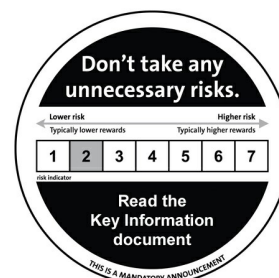 Don't take any
unnecessary risks.
Lower risk Higher risk
Typically lower rewards Typically higher rewards
1 2 3 4 5 6 7
risk indicator
Read the
Key Information
document
THIS IS A MANDATORY ANNOUNCEMENT